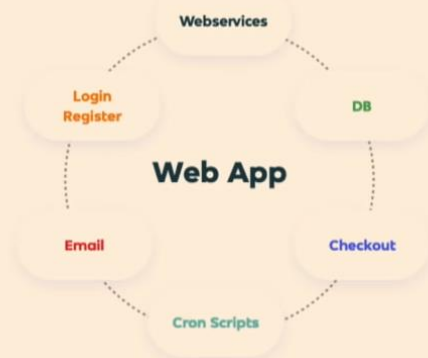 Webservices
Login
Register
DB
Web App
Email
Checkout
Cron Scripts